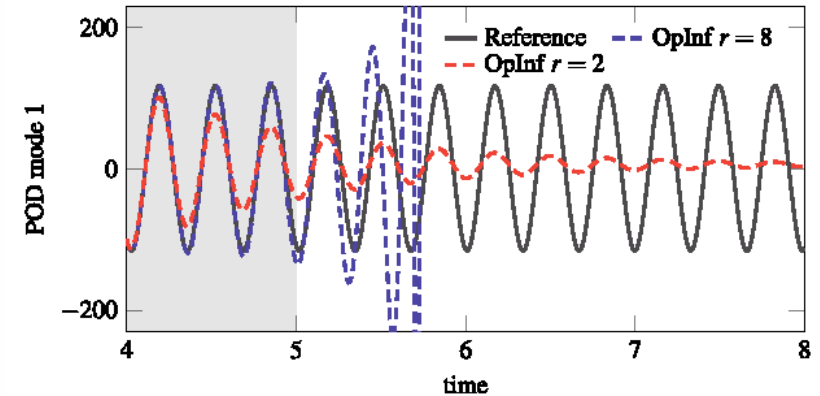 200
0
−200
POD mode 1
Reference
OpInf r = 8
OpInf r = 2
4
5
6
7
8
time